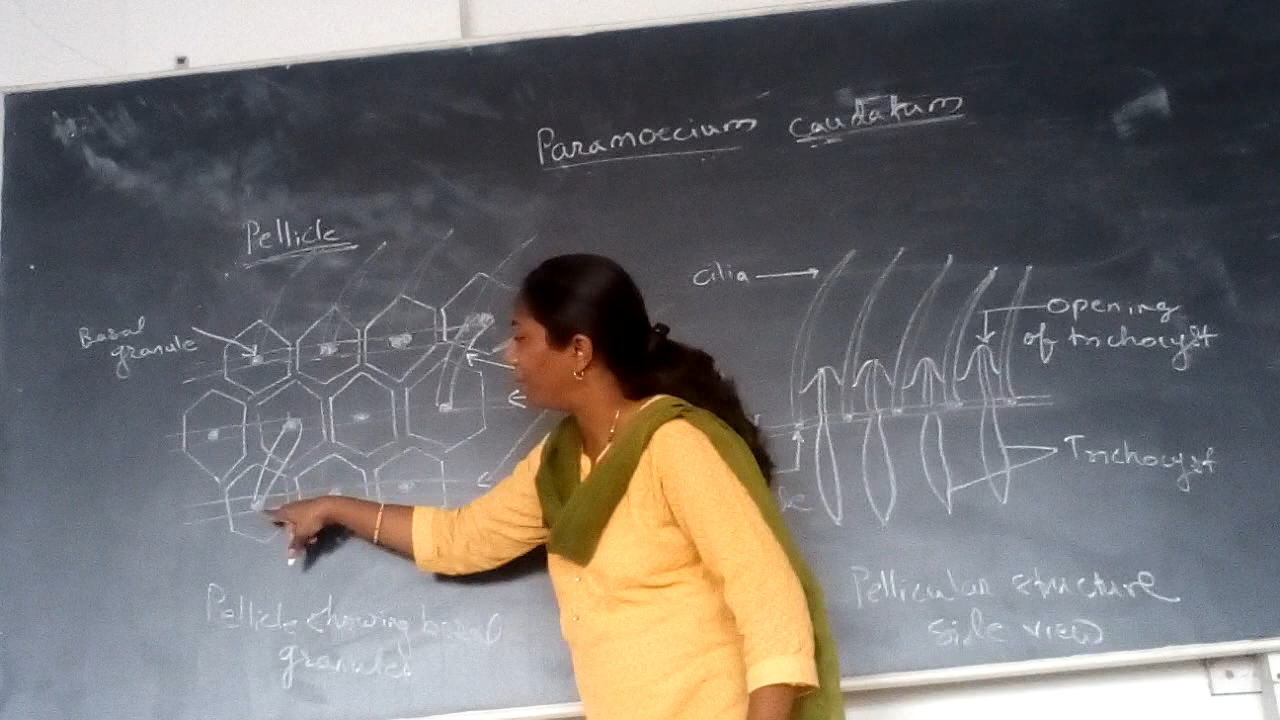 Paramoecium caudatum
Pellicle
Basal
granule
cilia
Opening
of trichocyst
Trichocyst
Pellicle showing basal
granules
Pellicular structure
side view